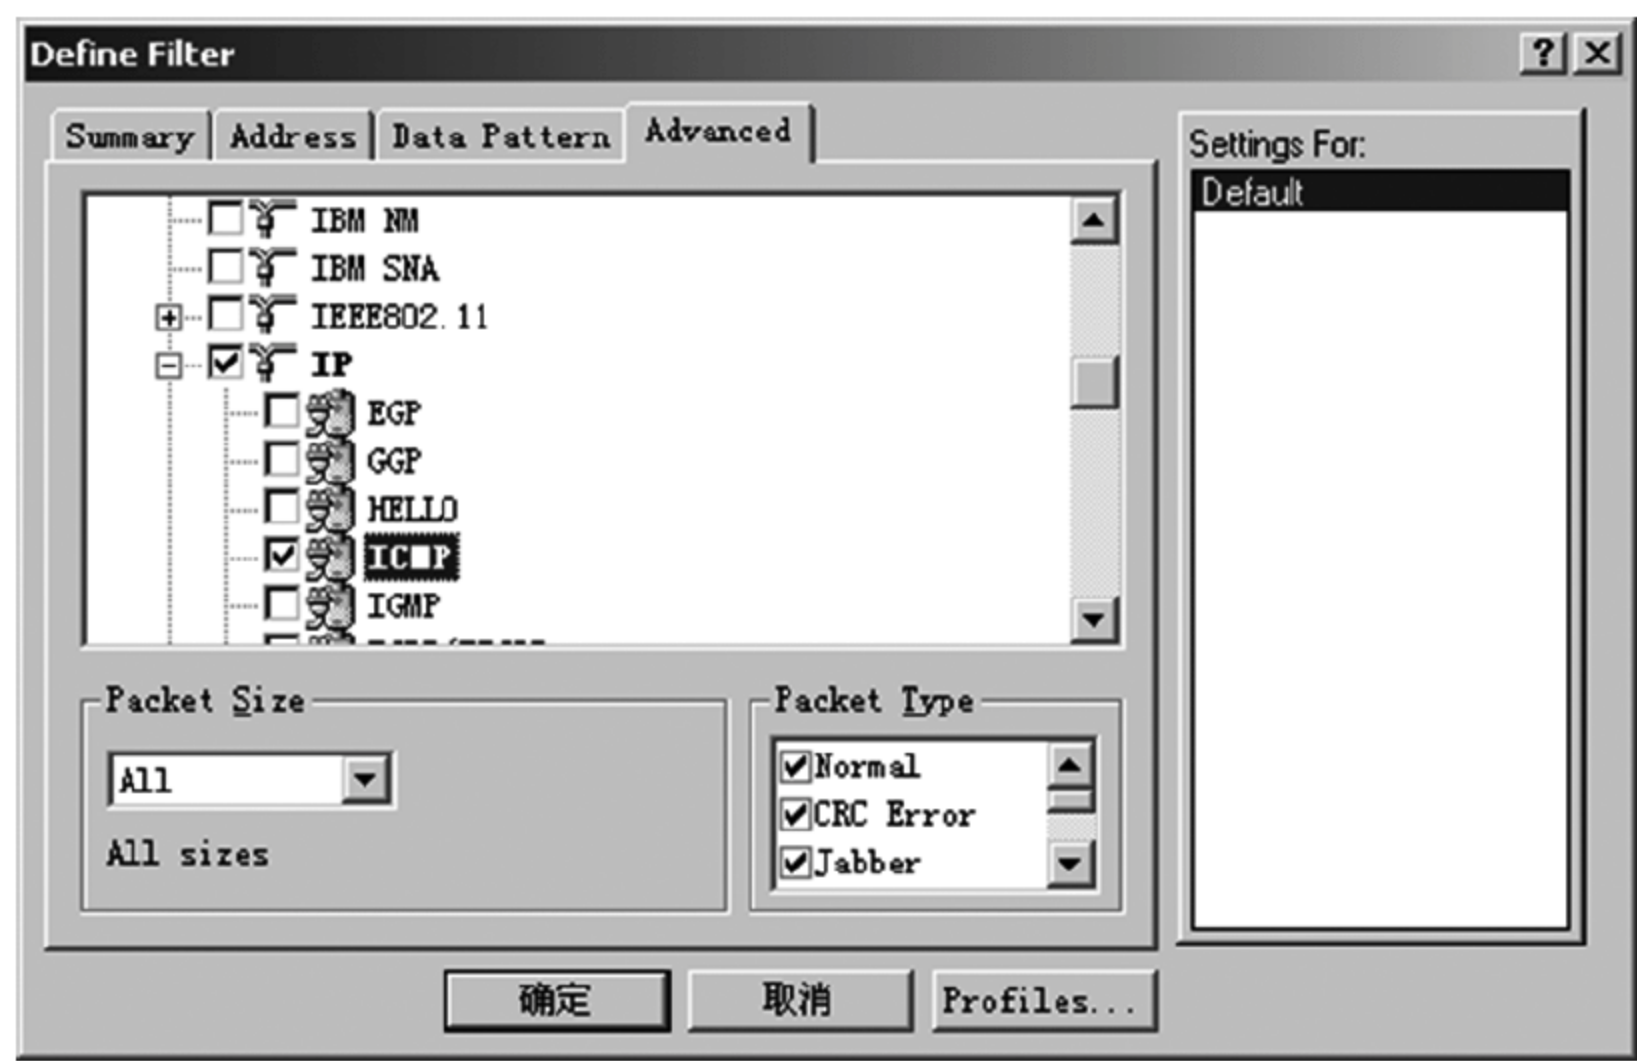 Define Filter
Summary
Address
Data Pattern
Advanced
Settings For:
Default
IBM NM
IBM SNA
IEEE802.11
IP
EGP
GGP
HELLO
ICMP
IGMP
Packet Size
All
All sizes
Packet Type
Normal
CRC Error
Jabber
确定
取消
Profiles...